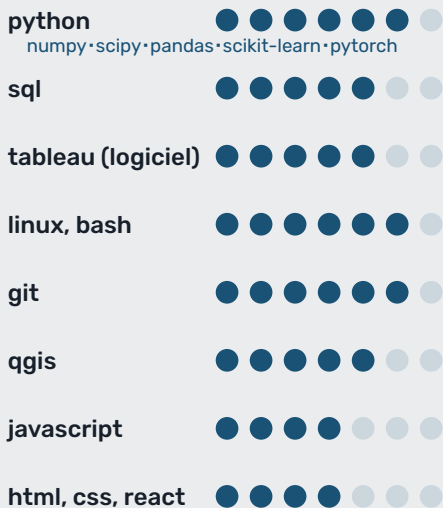 python
numpy·scipy·pandas·scikit-learn·pytorch
sql
tableau (logiciel)
linux, bash
git
qgis
javascript
html, css, react